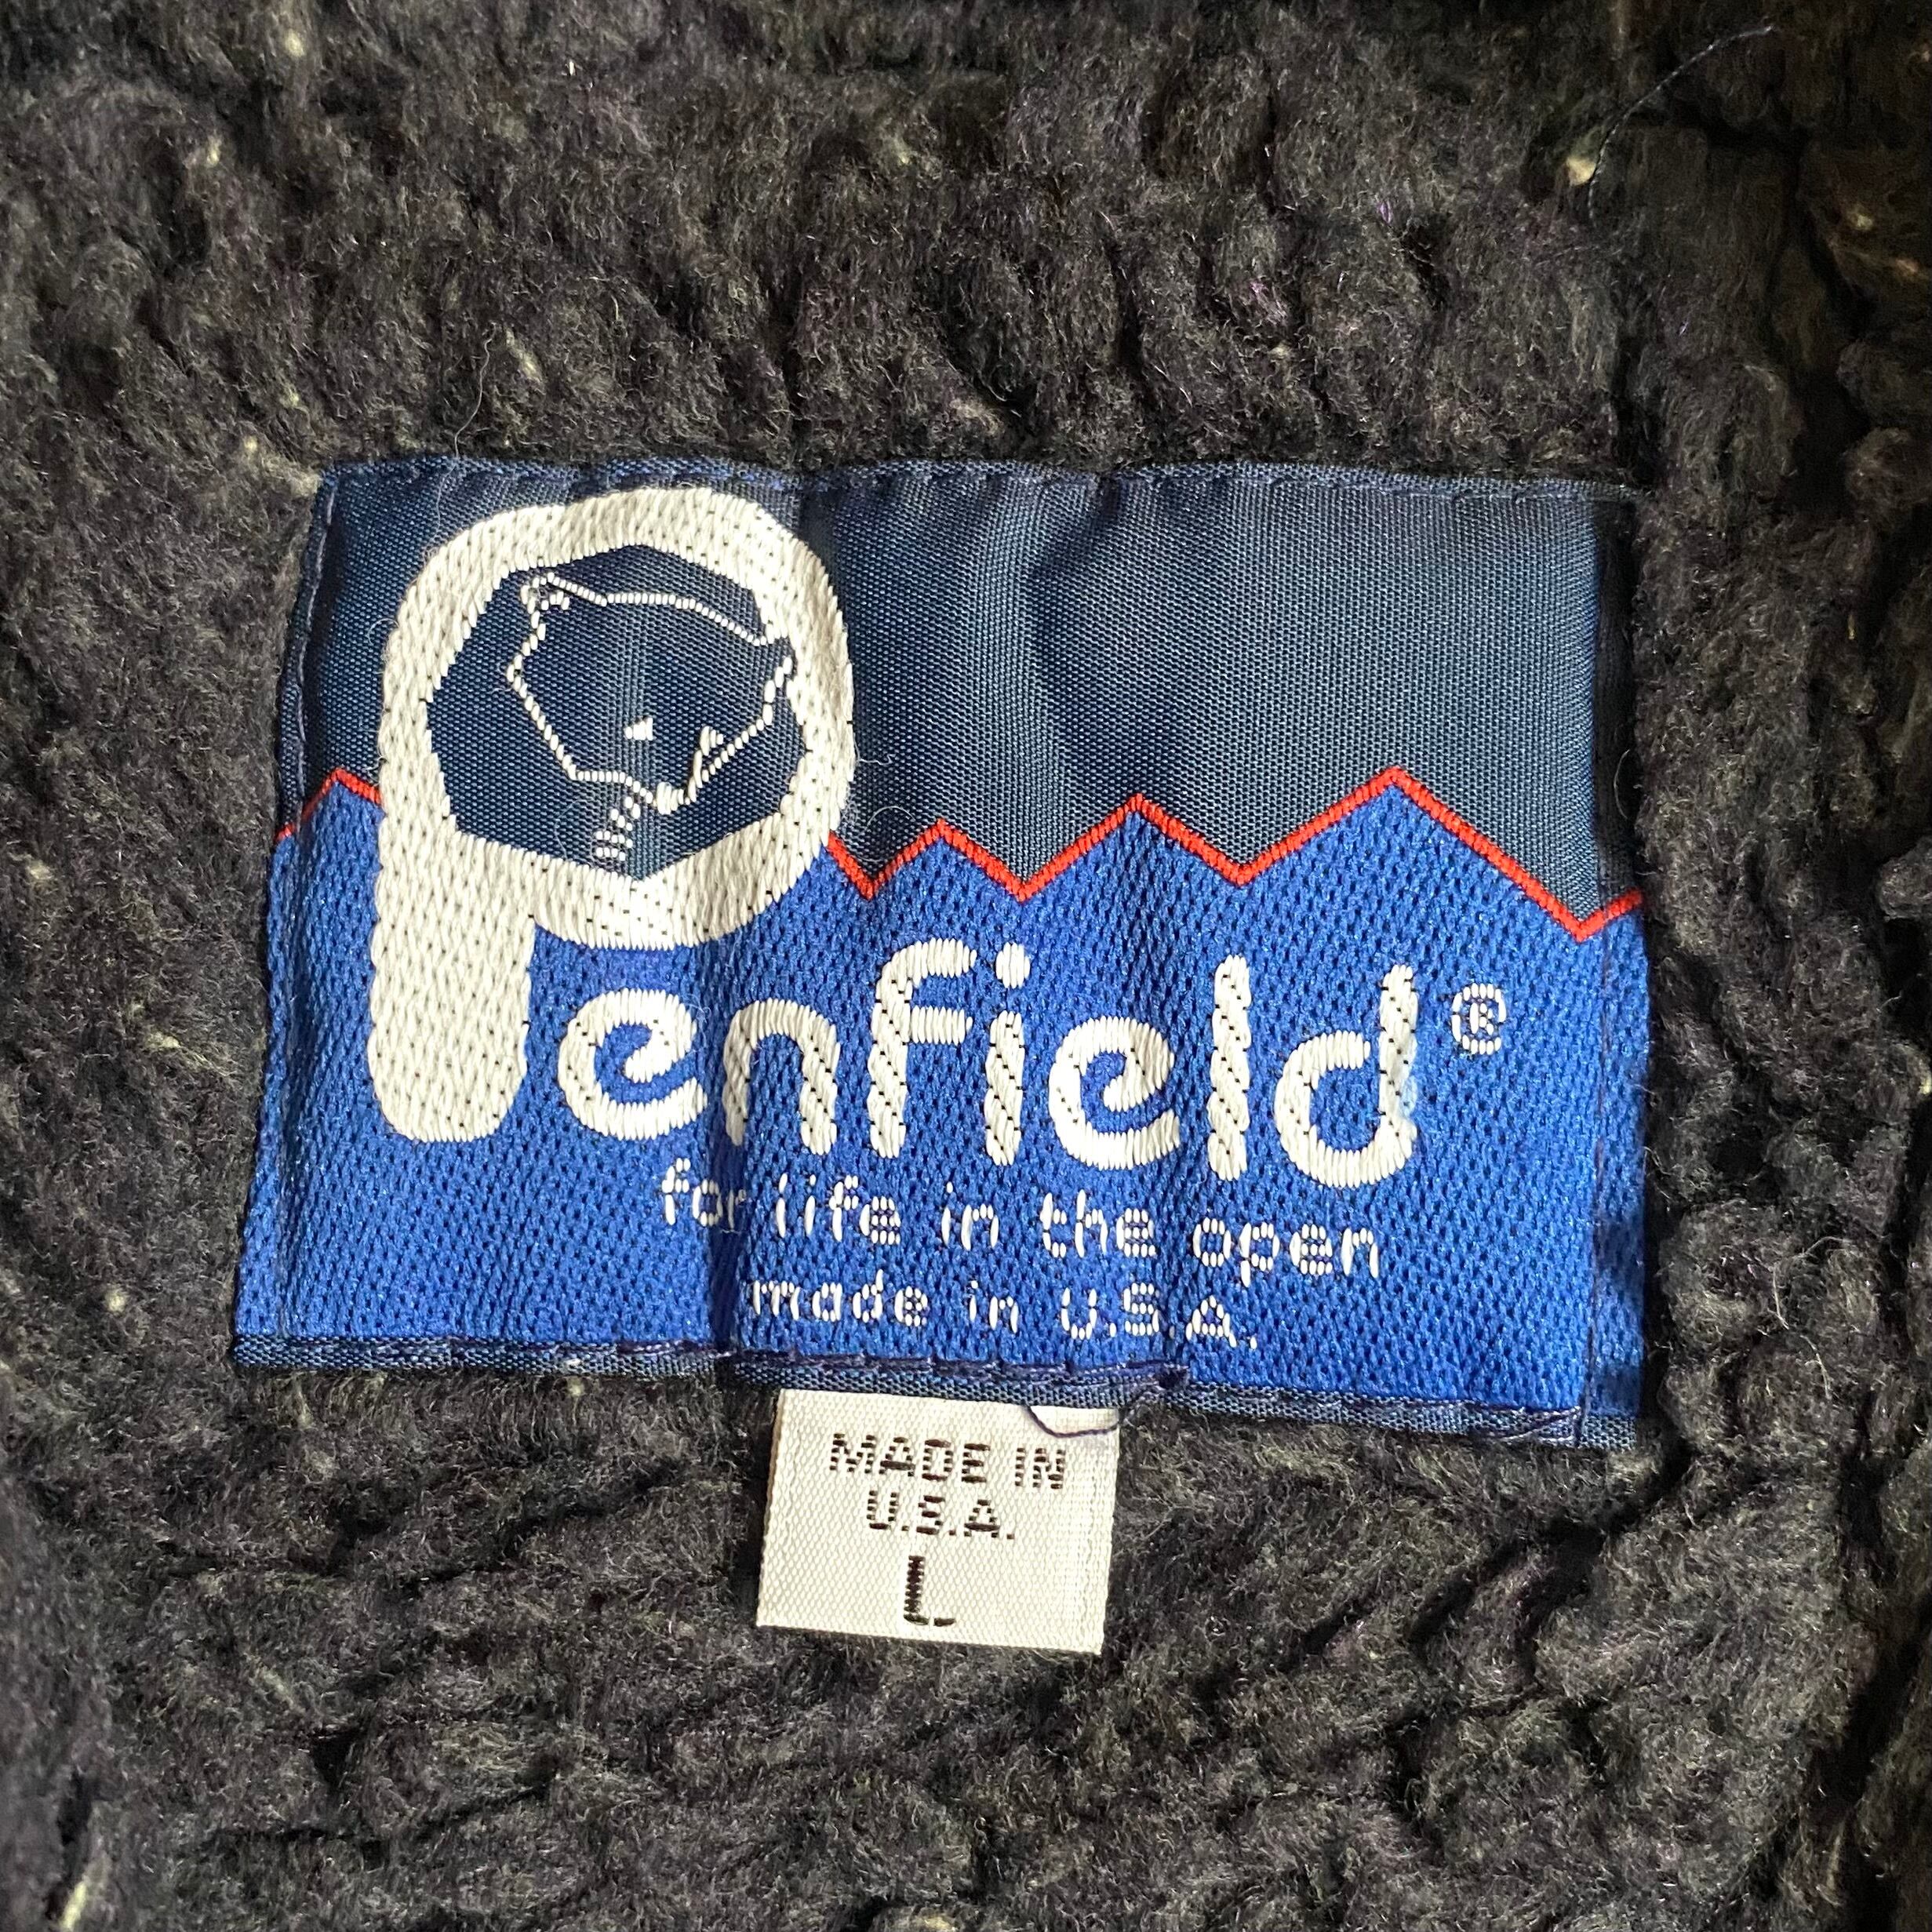 Penfield®
for life in the open
made in U.S.A.
MADE IN
U.S.A.
L